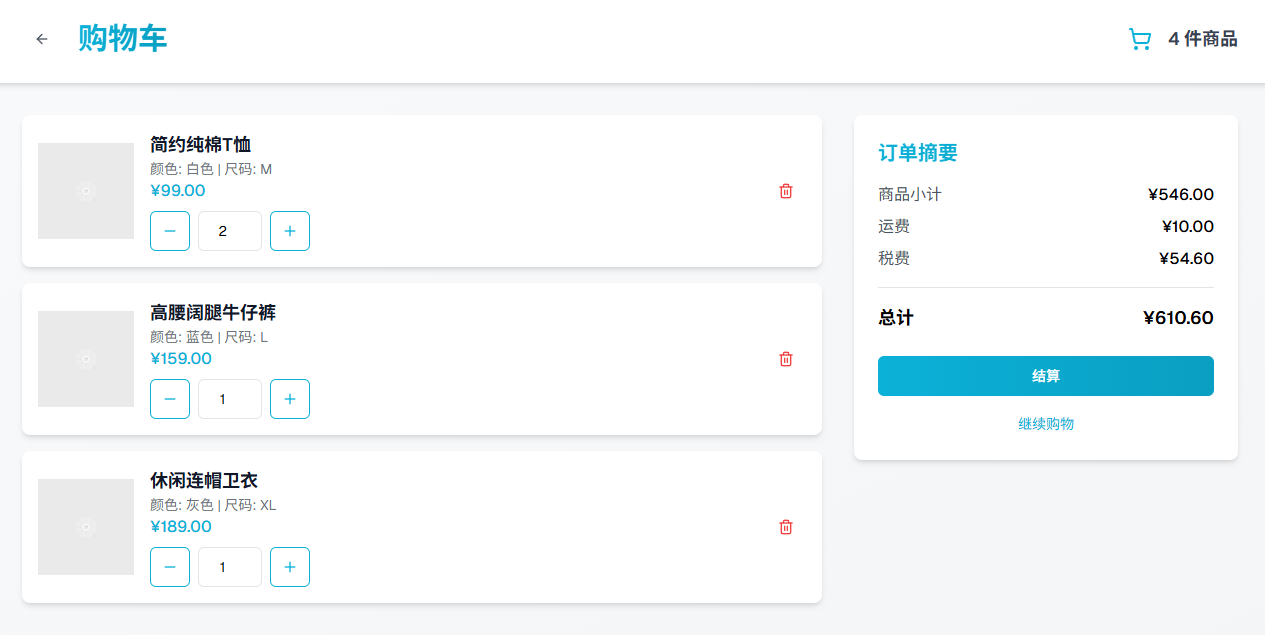 购物车
4 件商品
简约纯棉T恤
颜色: 白色 | 尺码: M
¥99.00
2
高腰阔腿牛仔裤
颜色: 蓝色 | 尺码: L
¥159.00
1
休闲连帽卫衣
颜色: 灰色 | 尺码: XL
¥189.00
1
订单摘要
商品小计 ¥546.00
运费 ¥10.00
税费 ¥54.60
总计 ¥610.60
结算
继续购物